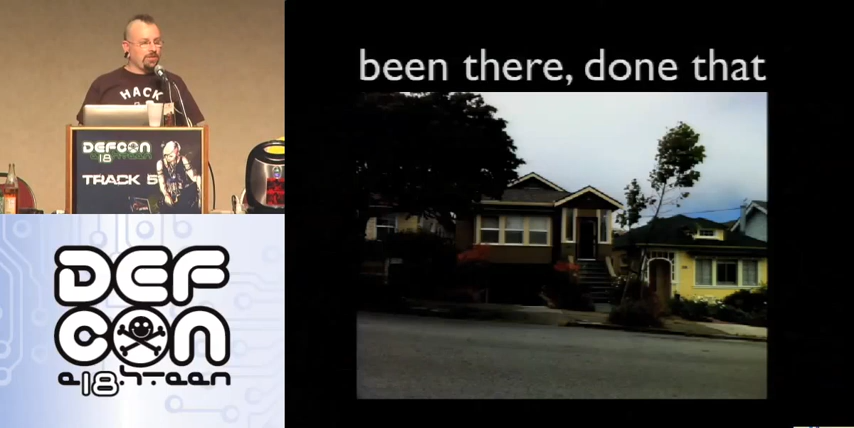 been there, done that
HACK
DEFCON
18
TRACK 5
DEF
CON
e18hteen